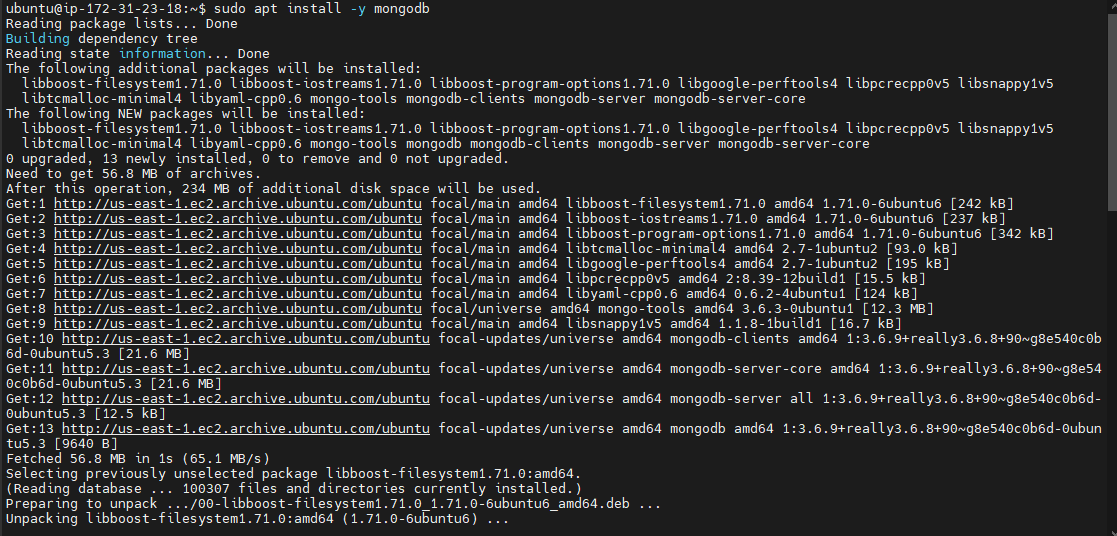 ubuntu@ip-172-31-23-18:~$ sudo apt install -y mongodb
Reading package lists... Done
Building dependency tree
Reading state information... Done
The following additional packages will be installed:
  libboost-filesystem1.71.0 libboost-iostreams1.71.0 libboost-program-options1.71.0 libgoogle-perftools4 libpcrecpp0v5 libsnappy1v5
  libtcmalloc-minimal4 libyaml-cpp0.6 mongo-tools mongodb-clients mongodb-server mongodb-server-core
The following NEW packages will be installed:
  libboost-filesystem1.71.0 libboost-iostreams1.71.0 libboost-program-options1.71.0 libgoogle-perftools4 libpcrecpp0v5 libsnappy1v5
  libtcmalloc-minimal4 libyaml-cpp0.6 mongo-tools mongodb mongodb-clients mongodb-server mongodb-server-core
0 upgraded, 13 newly installed, 0 to remove and 0 not upgraded.
Need to get 56.8 MB of archives.
After this operation, 234 MB of additional disk space will be used.
Get:1 http://us-east-1.ec2.archive.ubuntu.com/ubuntu focal/main amd64 libboost-filesystem1.71.0 amd64 1.71.0-6ubuntu6 [242 kB]
Get:2 http://us-east-1.ec2.archive.ubuntu.com/ubuntu focal/main amd64 libboost-iostreams1.71.0 amd64 1.71.0-6ubuntu6 [237 kB]
Get:3 http://us-east-1.ec2.archive.ubuntu.com/ubuntu focal/main amd64 libboost-program-options1.71.0 amd64 1.71.0-6ubuntu6 [342 kB]
Get:4 http://us-east-1.ec2.archive.ubuntu.com/ubuntu focal/main amd64 libtcmalloc-minimal4 amd64 2.7-1ubuntu2 [93.0 kB]
Get:5 http://us-east-1.ec2.archive.ubuntu.com/ubuntu focal/main amd64 libgoogle-perftools4 amd64 2.7-1ubuntu2 [195 kB]
Get:6 http://us-east-1.ec2.archive.ubuntu.com/ubuntu focal/main amd64 libpcrecpp0v5 amd64 2:8.39-12build1 [15.5 kB]
Get:7 http://us-east-1.ec2.archive.ubuntu.com/ubuntu focal/main amd64 libyaml-cpp0.6 amd64 0.6.2-4ubuntu1 [124 kB]
Get:8 http://us-east-1.ec2.archive.ubuntu.com/ubuntu focal/universe amd64 mongo-tools amd64 3.6.3-0ubuntu1 [12.3 MB]
Get:9 http://us-east-1.ec2.archive.ubuntu.com/ubuntu focal/main amd64 libsnappy1v5 amd64 1.1.8-1build1 [16.7 kB]
Get:10 http://us-east-1.ec2.archive.ubuntu.com/ubuntu focal-updates/universe amd64 mongodb-clients amd64 1:3.6.9+really3.6.8+90~g8e540c0b
6d-0ubuntu5.3 [21.6 MB]
Get:11 http://us-east-1.ec2.archive.ubuntu.com/ubuntu focal-updates/universe amd64 mongodb-server-core amd64 1:3.6.9+really3.6.8+90~g8e54
0c0b6d-0ubuntu5.3 [21.6 MB]
Get:12 http://us-east-1.ec2.archive.ubuntu.com/ubuntu focal-updates/universe amd64 mongodb-server all 1:3.6.9+really3.6.8+90~g8e540c0b6d-
0ubuntu5.3 [12.5 kB]
Get:13 http://us-east-1.ec2.archive.ubuntu.com/ubuntu focal-updates/universe amd64 mongodb amd64 1:3.6.9+really3.6.8+90~g8e540c0b6d-0ubun
tu5.3 [9640 B]
Fetched 56.8 MB in 1s (65.1 MB/s)
Selecting previously unselected package libboost-filesystem1.71.0:amd64.
(Reading database ... 100307 files and directories currently installed.)
Preparing to unpack .../00-libboost-filesystem1.71.0_1.71.0-6ubuntu6_amd64.deb ...
Unpacking libboost-filesystem1.71.0:amd64 (1.71.0-6ubuntu6) ...